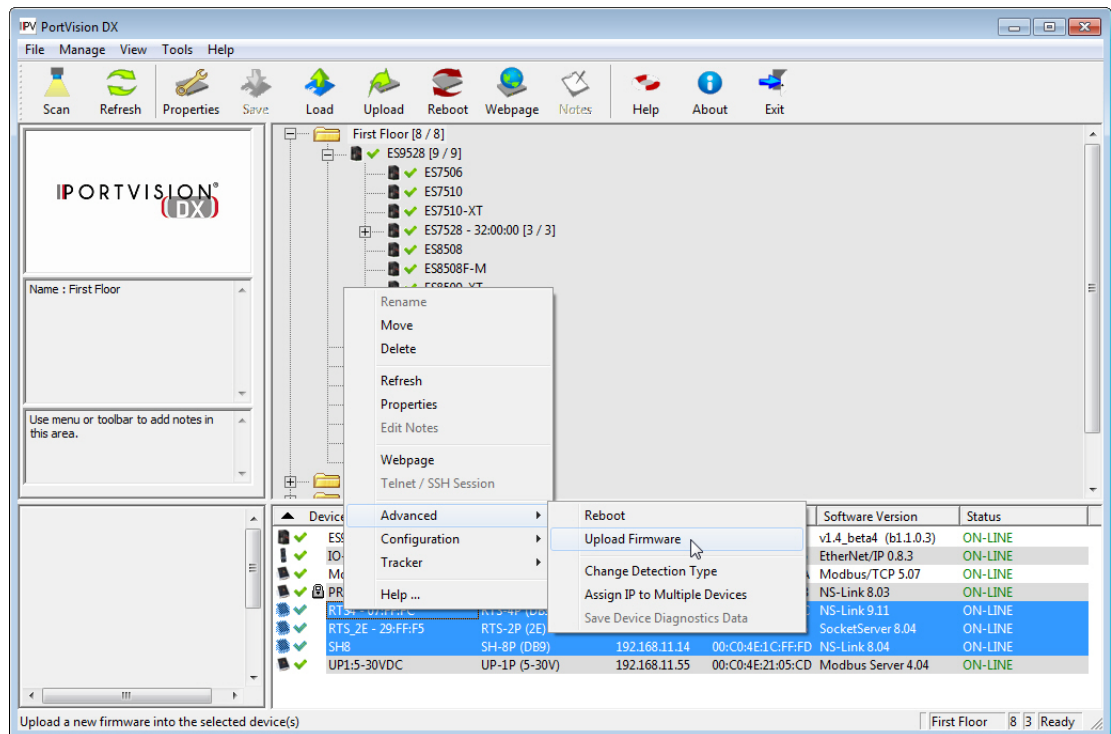 IPV PortVision DX
File Manage View Tools Help
Scan Refresh Properties Save Load Upload Reboot Webpage Notes Help About Exit
IPORTVISION®
(DX)
Name : First Floor
Use menu or toolbar to add notes in
this area.
First Floor [8 / 8]
ES9528 [9 / 9]
ES7506
ES7510
ES7510-XT
ES7528 - 32:00:00 [3 / 3]
ES8508
ES8508F-M
Rename
Move
Delete
Refresh
Properties
Edit Notes
Webpage
Telnet / SSH Session
Advanced
Configuration
Tracker
Help ...
Reboot
Upload Firmware
Change Detection Type
Assign IP to Multiple Devices
Save Device Diagnostics Data
Device Software Version Status
v1.4_beta4 (b1.1.0.3) ON-LINE
IO- EtherNet/IP 0.8.3 ON-LINE
Modbus/TCP 5.07 ON-LINE
PR NS-Link 8.03 ON-LINE
NS-Link 9.11 ON-LINE
RTS_2E - 29:FF:F5 RTS-2P (2E) SocketServer 8.04 ON-LINE
SH8 SH-8P (DB9) 192.168.11.14 00:C0:4E:1C:FF:FD NS-Link 8.04 ON-LINE
UP1:5-30VDC UP-1P (5-30V) 192.168.11.55 00:C0:4E:21:05:CD Modbus Server 4.04 ON-LINE
Upload a new firmware into the selected device(s) First Floor 8 3 Ready